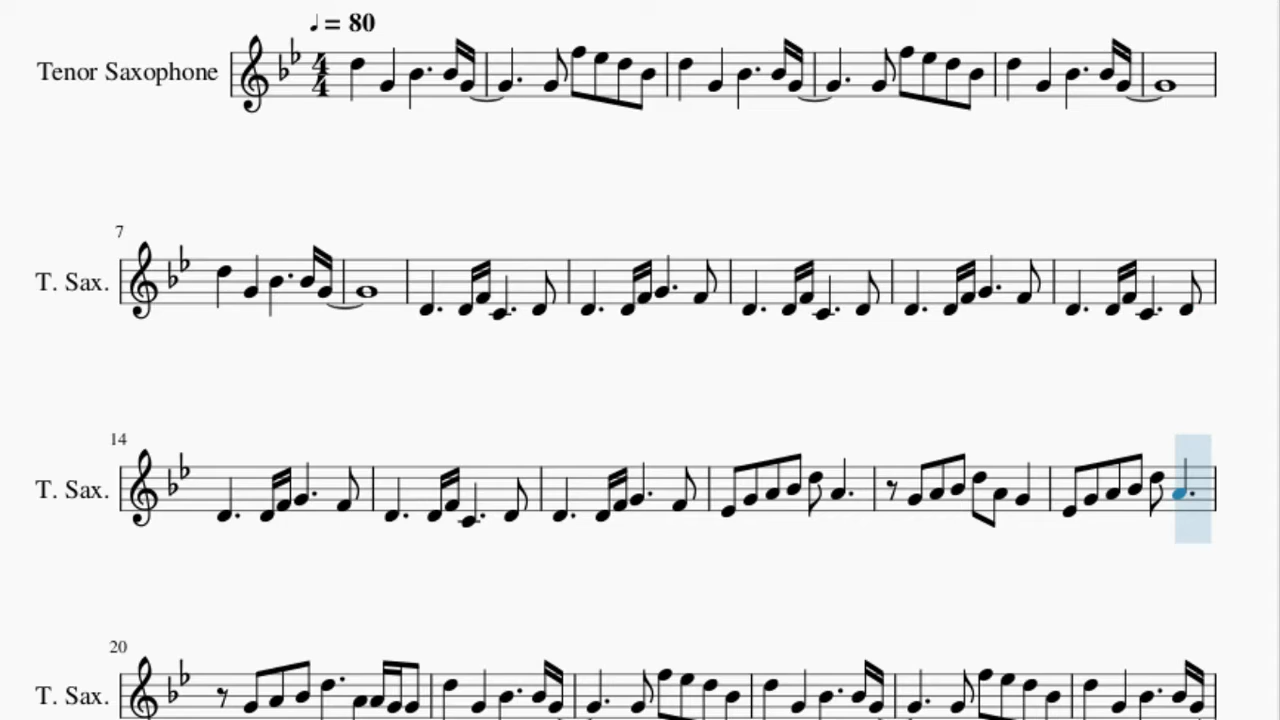 ♩ = 80
Tenor Saxophone
4
4
7
T. Sax.
14
T. Sax.
20
T. Sax.